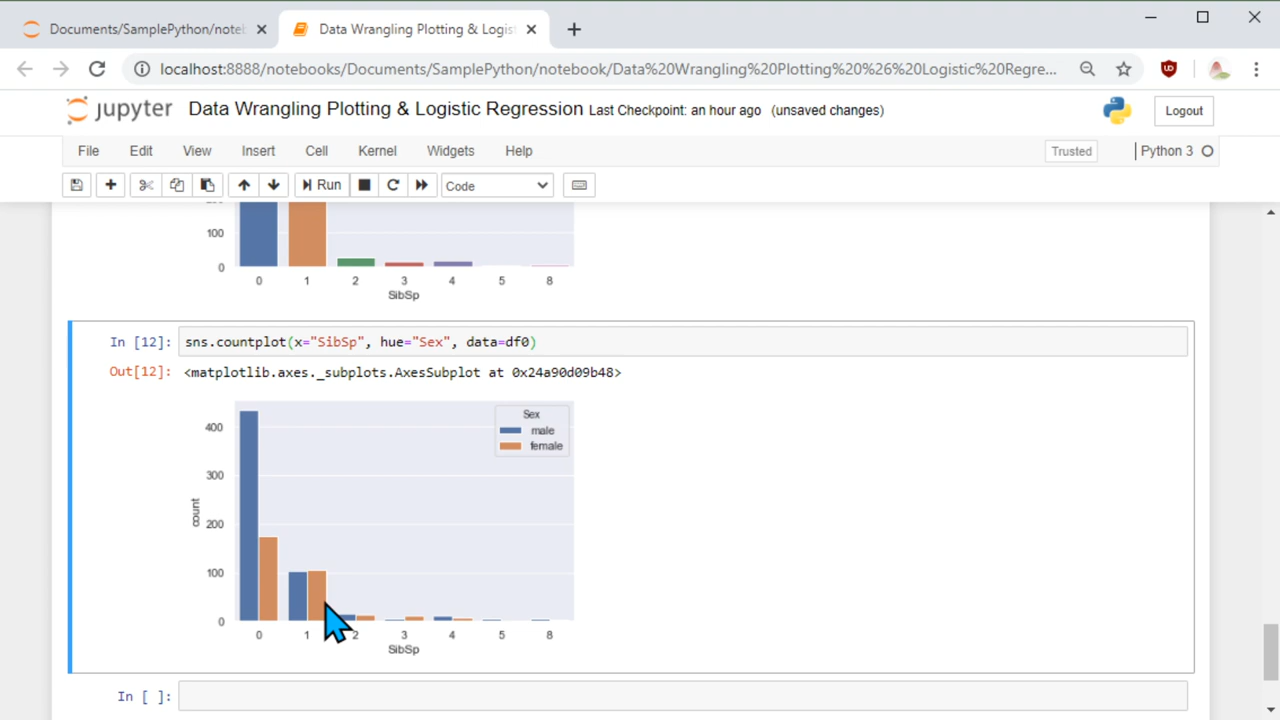 Documents/SamplePython/noteb
Data Wrangling Plotting & Logist
localhost:8888/notebooks/Documents/SamplePython/notebook/Data%20Wrangling%20Plotting%20%26%20Logistic%20Regre...
jupyter Data Wrangling Plotting & Logistic Regression Last Checkpoint: an hour ago (unsaved changes) Logout
File Edit View Insert Cell Kernel Widgets Help Trusted Python 3
Run Code
100
0
0 1 2 3 4 5 8
SibSp
In [12]: sns.countplot(x="SibSp", hue="Sex", data=df0)
Out[12]: <matplotlib.axes._subplots.AxesSubplot at 0x24a90d09b48>
Sex
male
female
400
300
200
100
0
count
0 1 2 3 4 5 8
SibSp
In [ ]: